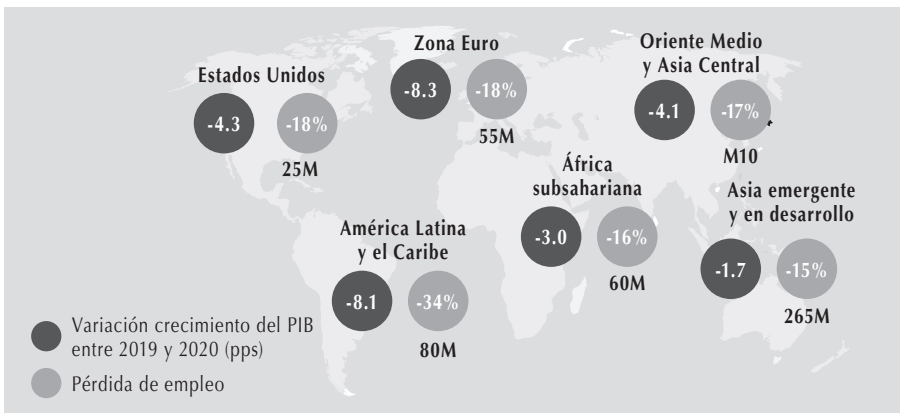 Zona Euro
-8.3 -18%
55M
Oriente Medio
y Asia Central
-4.1 -17%
M10
Estados Unidos
-4.3 -18%
25M
África
subsahariana
-3.0 -16%
60M
Asia emergente
y en desarrollo
-1.7 -15%
265M
América Latina
y el Caribe
-8.1 -34%
80M
Variación crecimiento del PIB
entre 2019 y 2020 (pps)
Pérdida de empleo